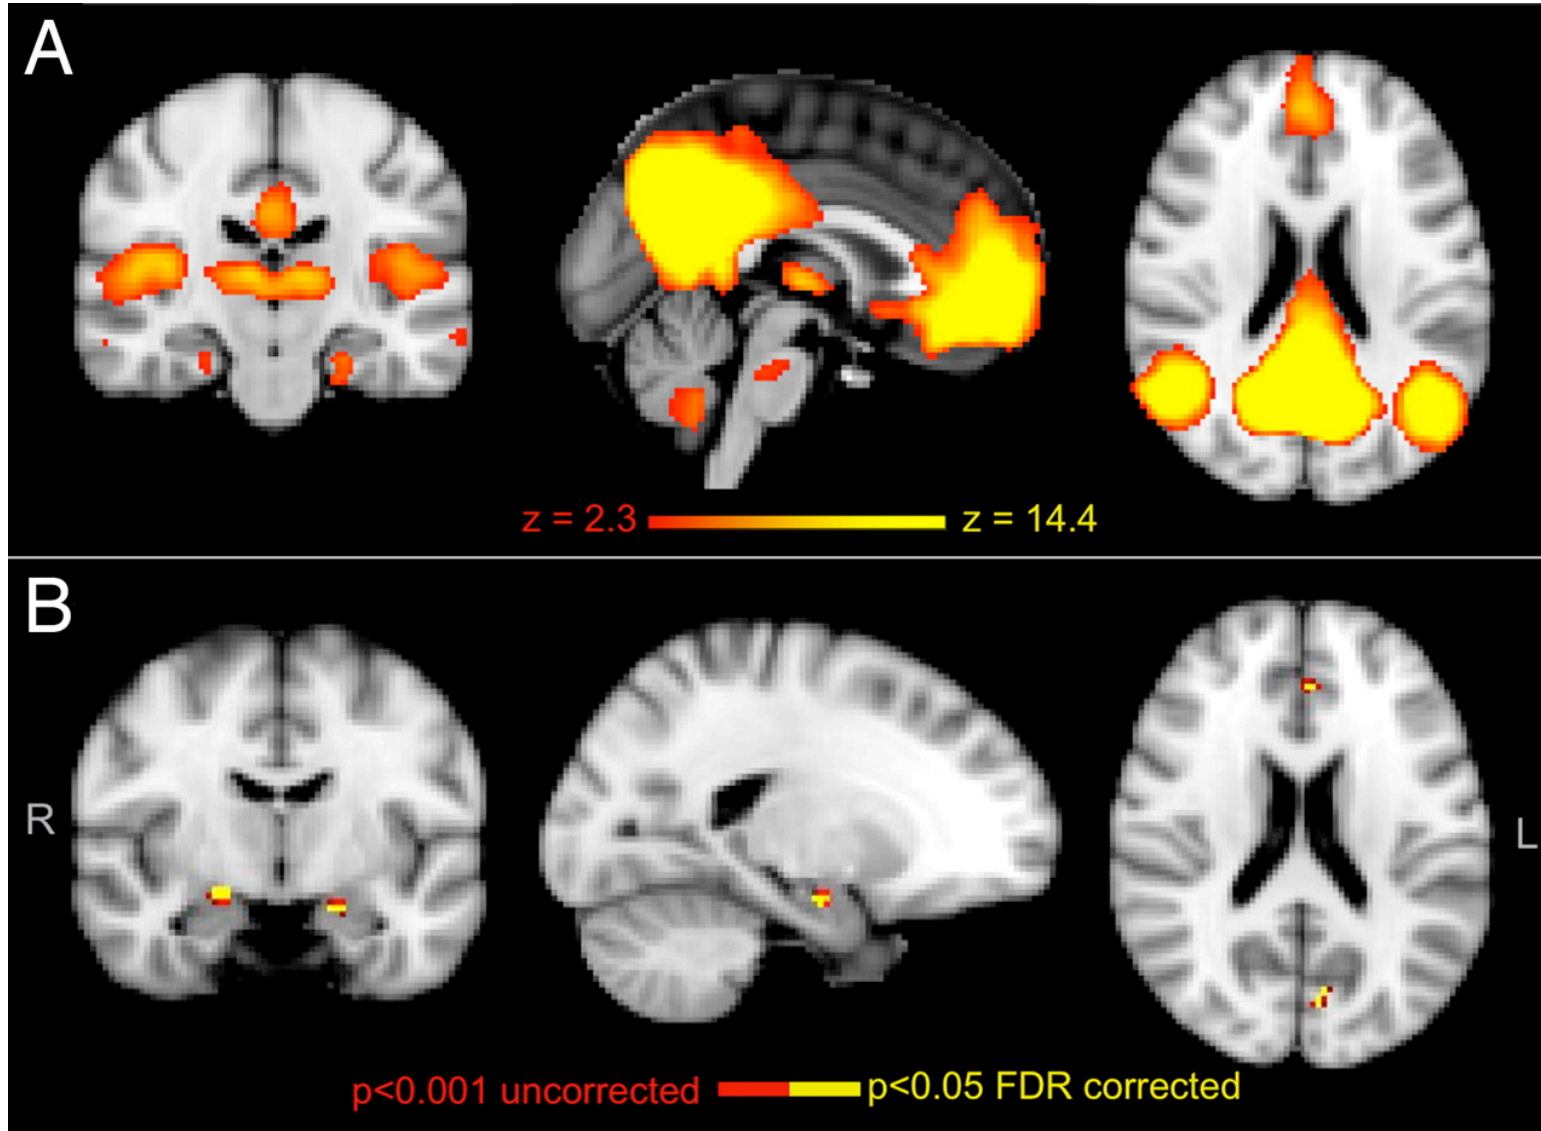 A
z = 2.3 z = 14.4
B
R
L
p<0.001 uncorrected p<0.05 FDR corrected